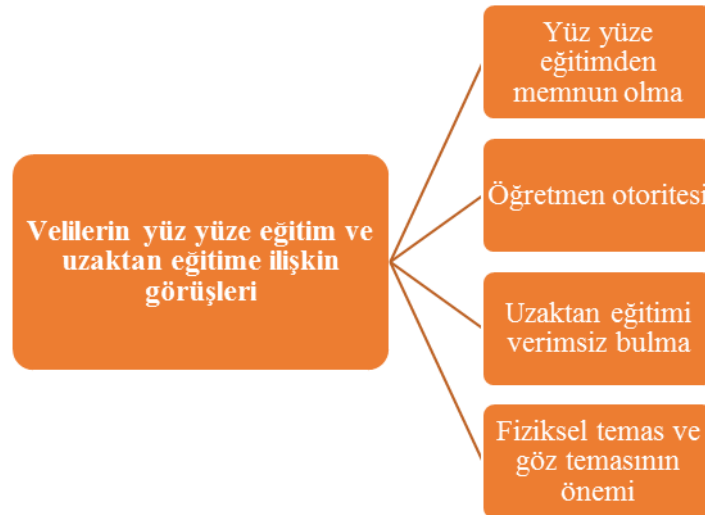 Velilerin yüz yüze eğitim ve
uzaktan eğitime ilişkin
görüşleri
Yüz yüze
eğitimden
memnun olma
Öğretmen otoritesi
Uzaktan eğitimi
verimsiz bulma
Fiziksel temas ve
göz temasının
önemi